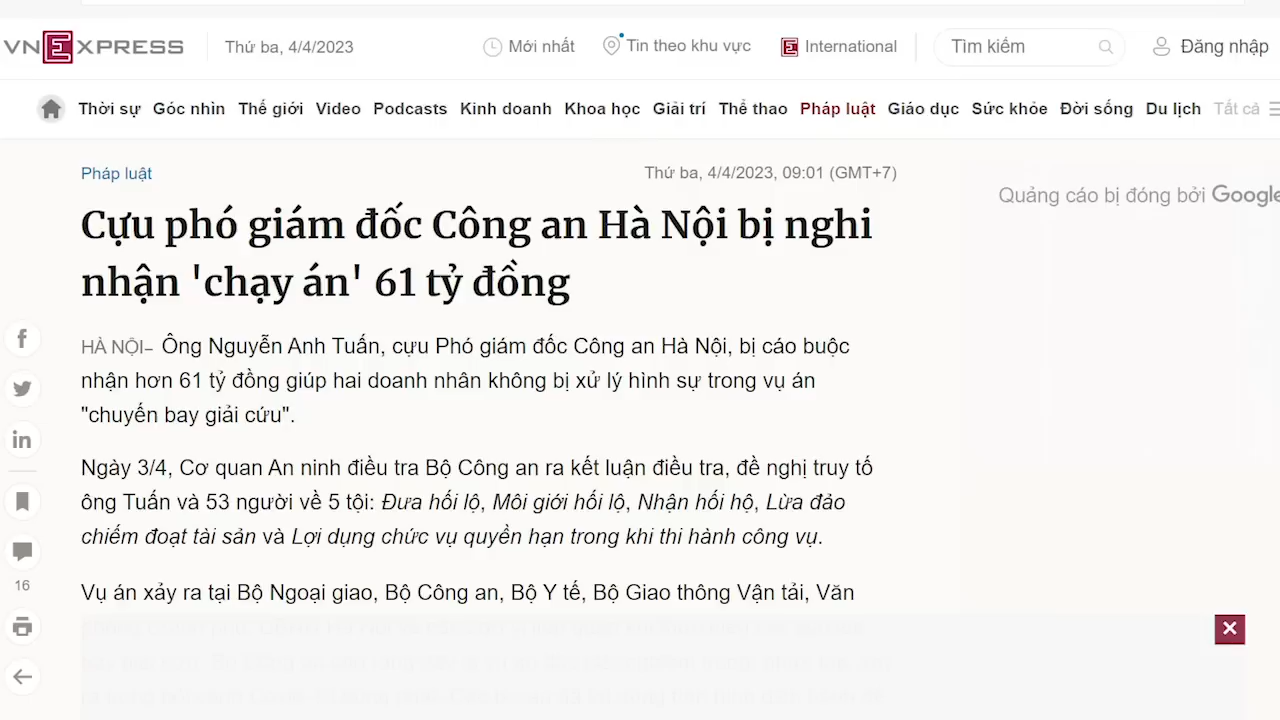 VNEXPRESS
Thứ ba, 4/4/2023
Mới nhất
Tin theo khu vực
E International
Tìm kiếm
Đăng nhập
Thời sự Góc nhìn Thế giới Video Podcasts Kinh doanh Khoa học Giải trí Thể thao Pháp luật Giáo dục Sức khỏe Đời sống Du lịch Tất cả
Pháp luật
Thứ ba, 4/4/2023, 09:01 (GMT+7)
Quảng cáo bị đóng bởi Google
Cựu phó giám đốc Công an Hà Nội bị nghi
nhận 'chạy án' 61 tỷ đồng
HÀ NỘI– Ông Nguyễn Anh Tuấn, cựu Phó giám đốc Công an Hà Nội, bị cáo buộc
nhận hơn 61 tỷ đồng giúp hai doanh nhân không bị xử lý hình sự trong vụ án
"chuyến bay giải cứu".
Ngày 3/4, Cơ quan An ninh điều tra Bộ Công an ra kết luận điều tra, đề nghị truy tố
ông Tuấn và 53 người về 5 tội: Đưa hối lộ, Môi giới hối lộ, Nhận hối hộ, Lừa đảo
chiếm đoạt tài sản và Lợi dụng chức vụ quyền hạn trong khi thi hành công vụ.
Vụ án xảy ra tại Bộ Ngoại giao, Bộ Công an, Bộ Y tế, Bộ Giao thông Vận tải, Văn
f
in
16